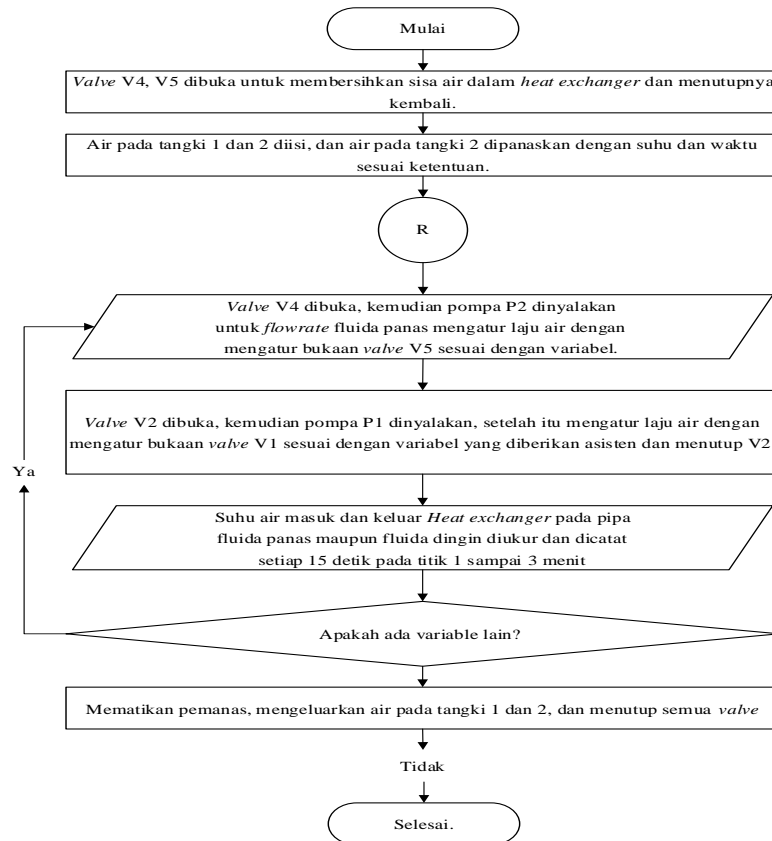 Mulai
Valve V4, V5 dibuka untuk membersihkan sisa air dalam heat exchanger dan menutupnya
kembali.
Air pada tangki 1 dan 2 diisi, dan air pada tangki 2 dipanaskan dengan suhu dan waktu
sesuai ketentuan.
R
Valve V4 dibuka, kemudian pompa P2 dinyalakan
untuk flowrate fluida panas mengatur laju air dengan
mengatur bukaan valve V5 sesuai dengan variabel.
Valve V2 dibuka, kemudian pompa P1 dinyalakan, setelah itu mengatur laju air dengan
mengatur bukaan valve V1 sesuai dengan variabel yang diberikan asisten dan menutup V2
Ya
Suhu air masuk dan keluar Heat exchanger pada pipa
fluida panas maupun fluida dingin diukur dan dicatat
setiap 15 detik pada titik 1 sampai 3 menit
Apakah ada variable lain?
Mematikan pemanas, mengeluarkan air pada tangki 1 dan 2, dan menutup semua valve
Tidak
Selesai.